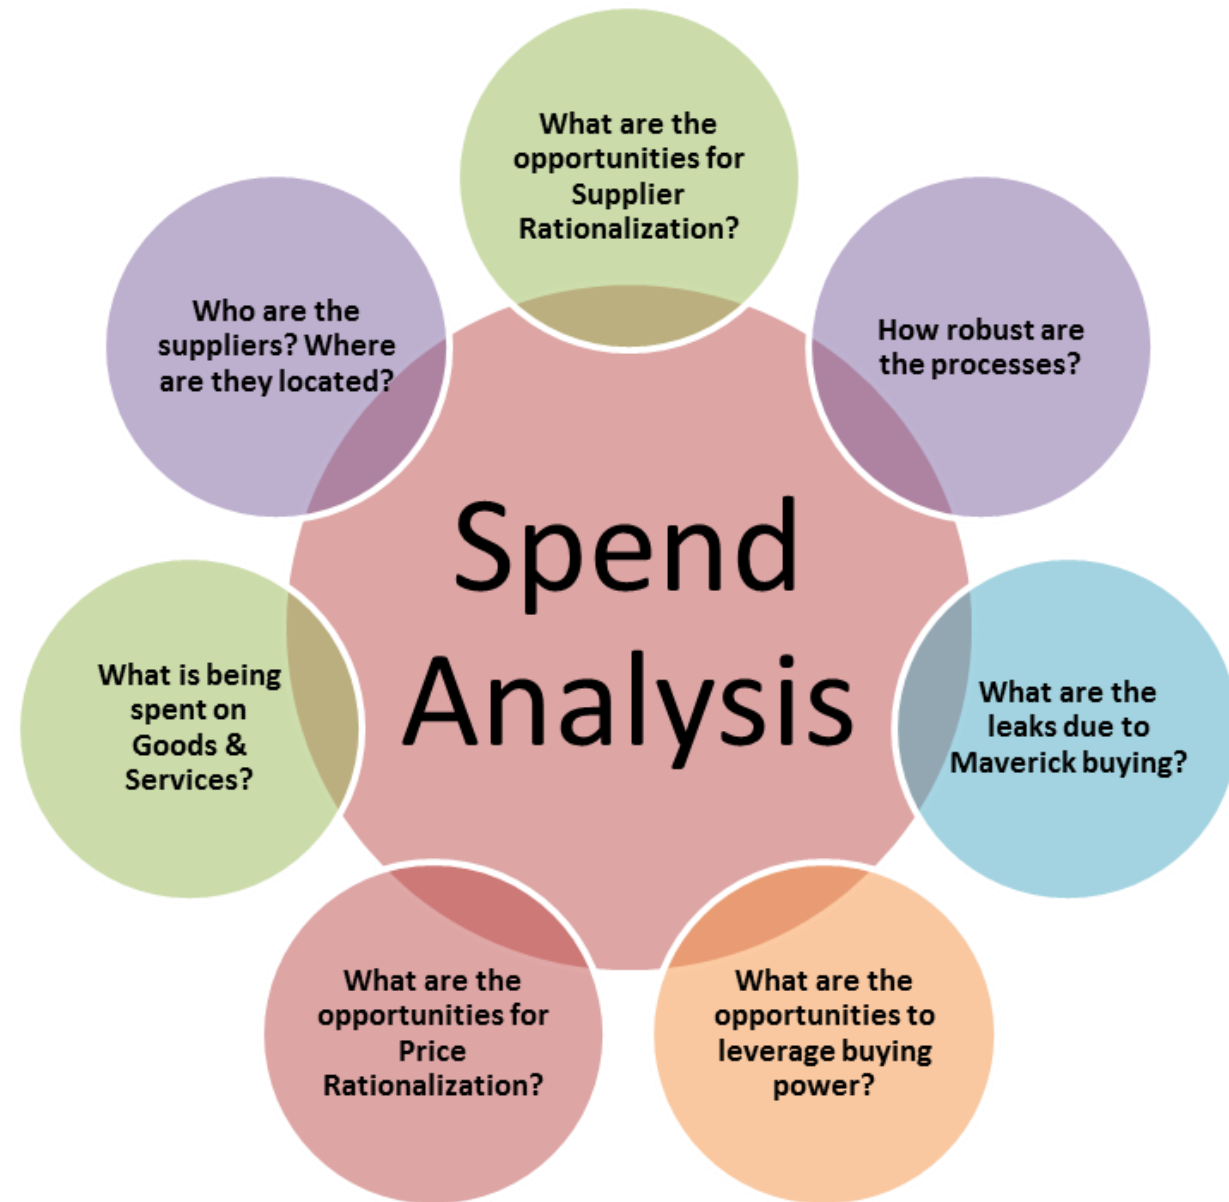 What are the
opportunities for
Supplier
Rationalization?
How robust are
the processes?
What are the
leaks due to
Maverick buying?
What are the
opportunities to
leverage buying
power?
What are the
opportunities for
Price
Rationalization?
What is being
spent on
Goods &
Services?
Who are the
suppliers? Where
are they located?
Spend
Analysis